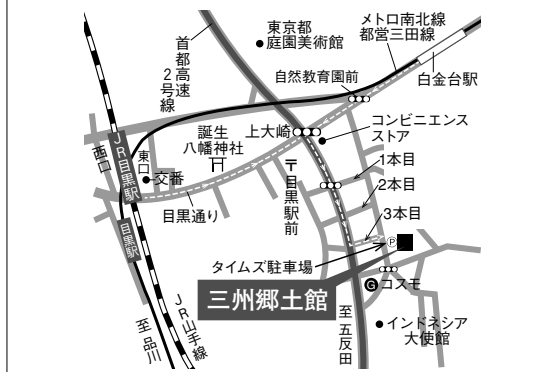 東京都
庭園美術館
メトロ南北線
都営三田線
首都高速2号線
自然教育園前
白金台駅
コンビニエンス
ストア
上大崎
誕生
八幡神社
JR目黒駅
西口
東口
交番
〒目黒駅前
1本目
2本目
3本目
目黒通り
目黒駅
P
タイムズ駐車場
三州郷土館
G コスモ
JR山手線
至品川
至五反田
インドネシア
大使館